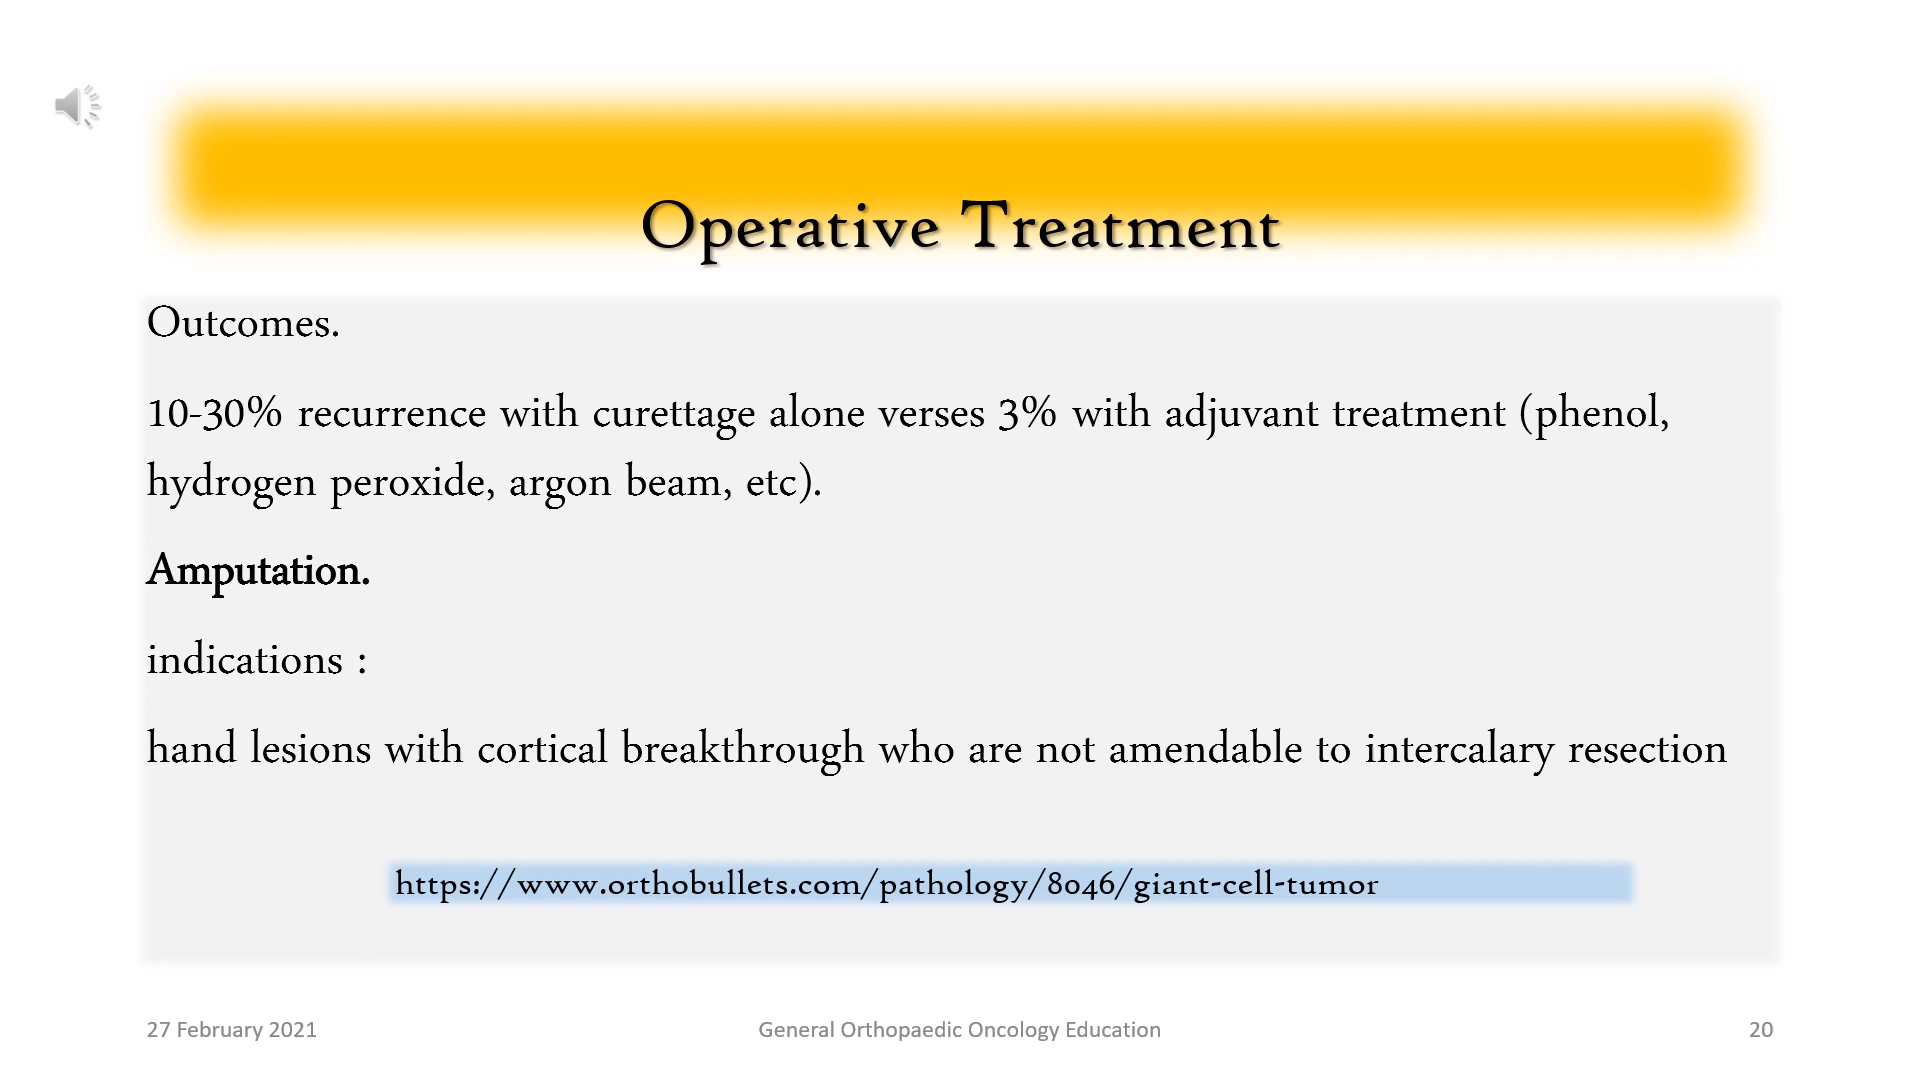 Operative Treatment
Outcomes.
10-30% recurrence with curettage alone verses 3% with adjuvant treatment (phenol,
hydrogen peroxide, argon beam, etc).
Amputation.
indications :
hand lesions with cortical breakthrough who are not amendable to intercalary resection
https://www.orthobullets.com/pathology/8046/giant-cell-tumor
27 February 2021
General Orthopaedic Oncology Education
20